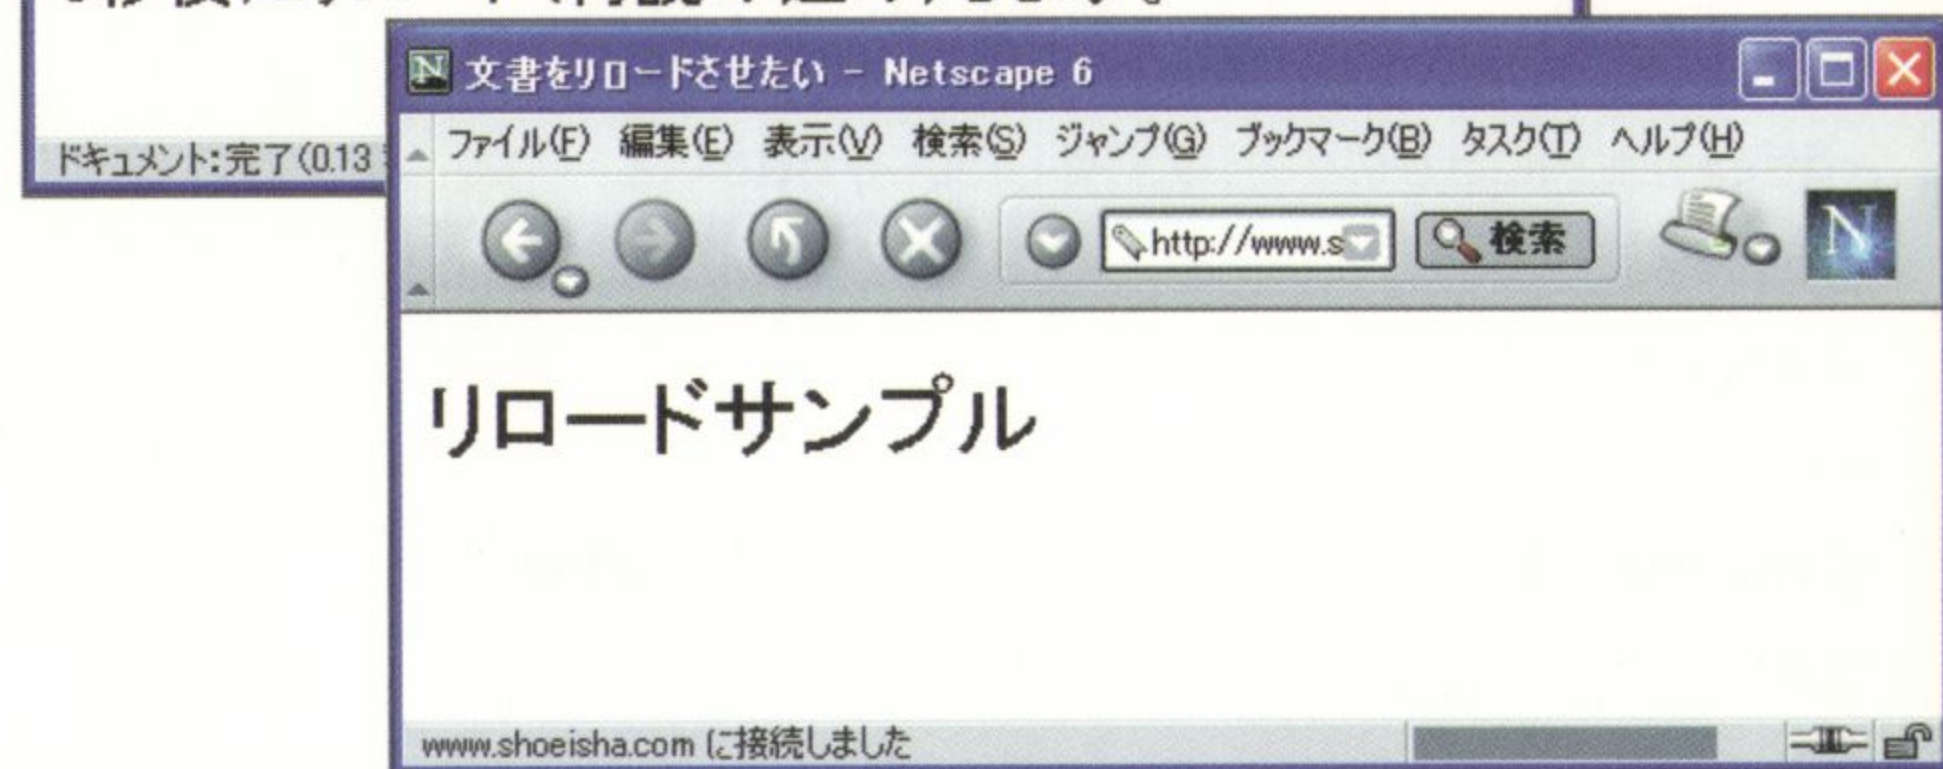 ドキュメント:完了(0.13
文書をリロードさせたい - Netscape 6
ファイル(F) 編集(E) 表示(V) 検索(S) ジャンプ(G) ブックマーク(B) タスク(T) ヘルプ(H)
http://www.s 検索 N
リロードサンプル
www.shoeisha.com に接続しました